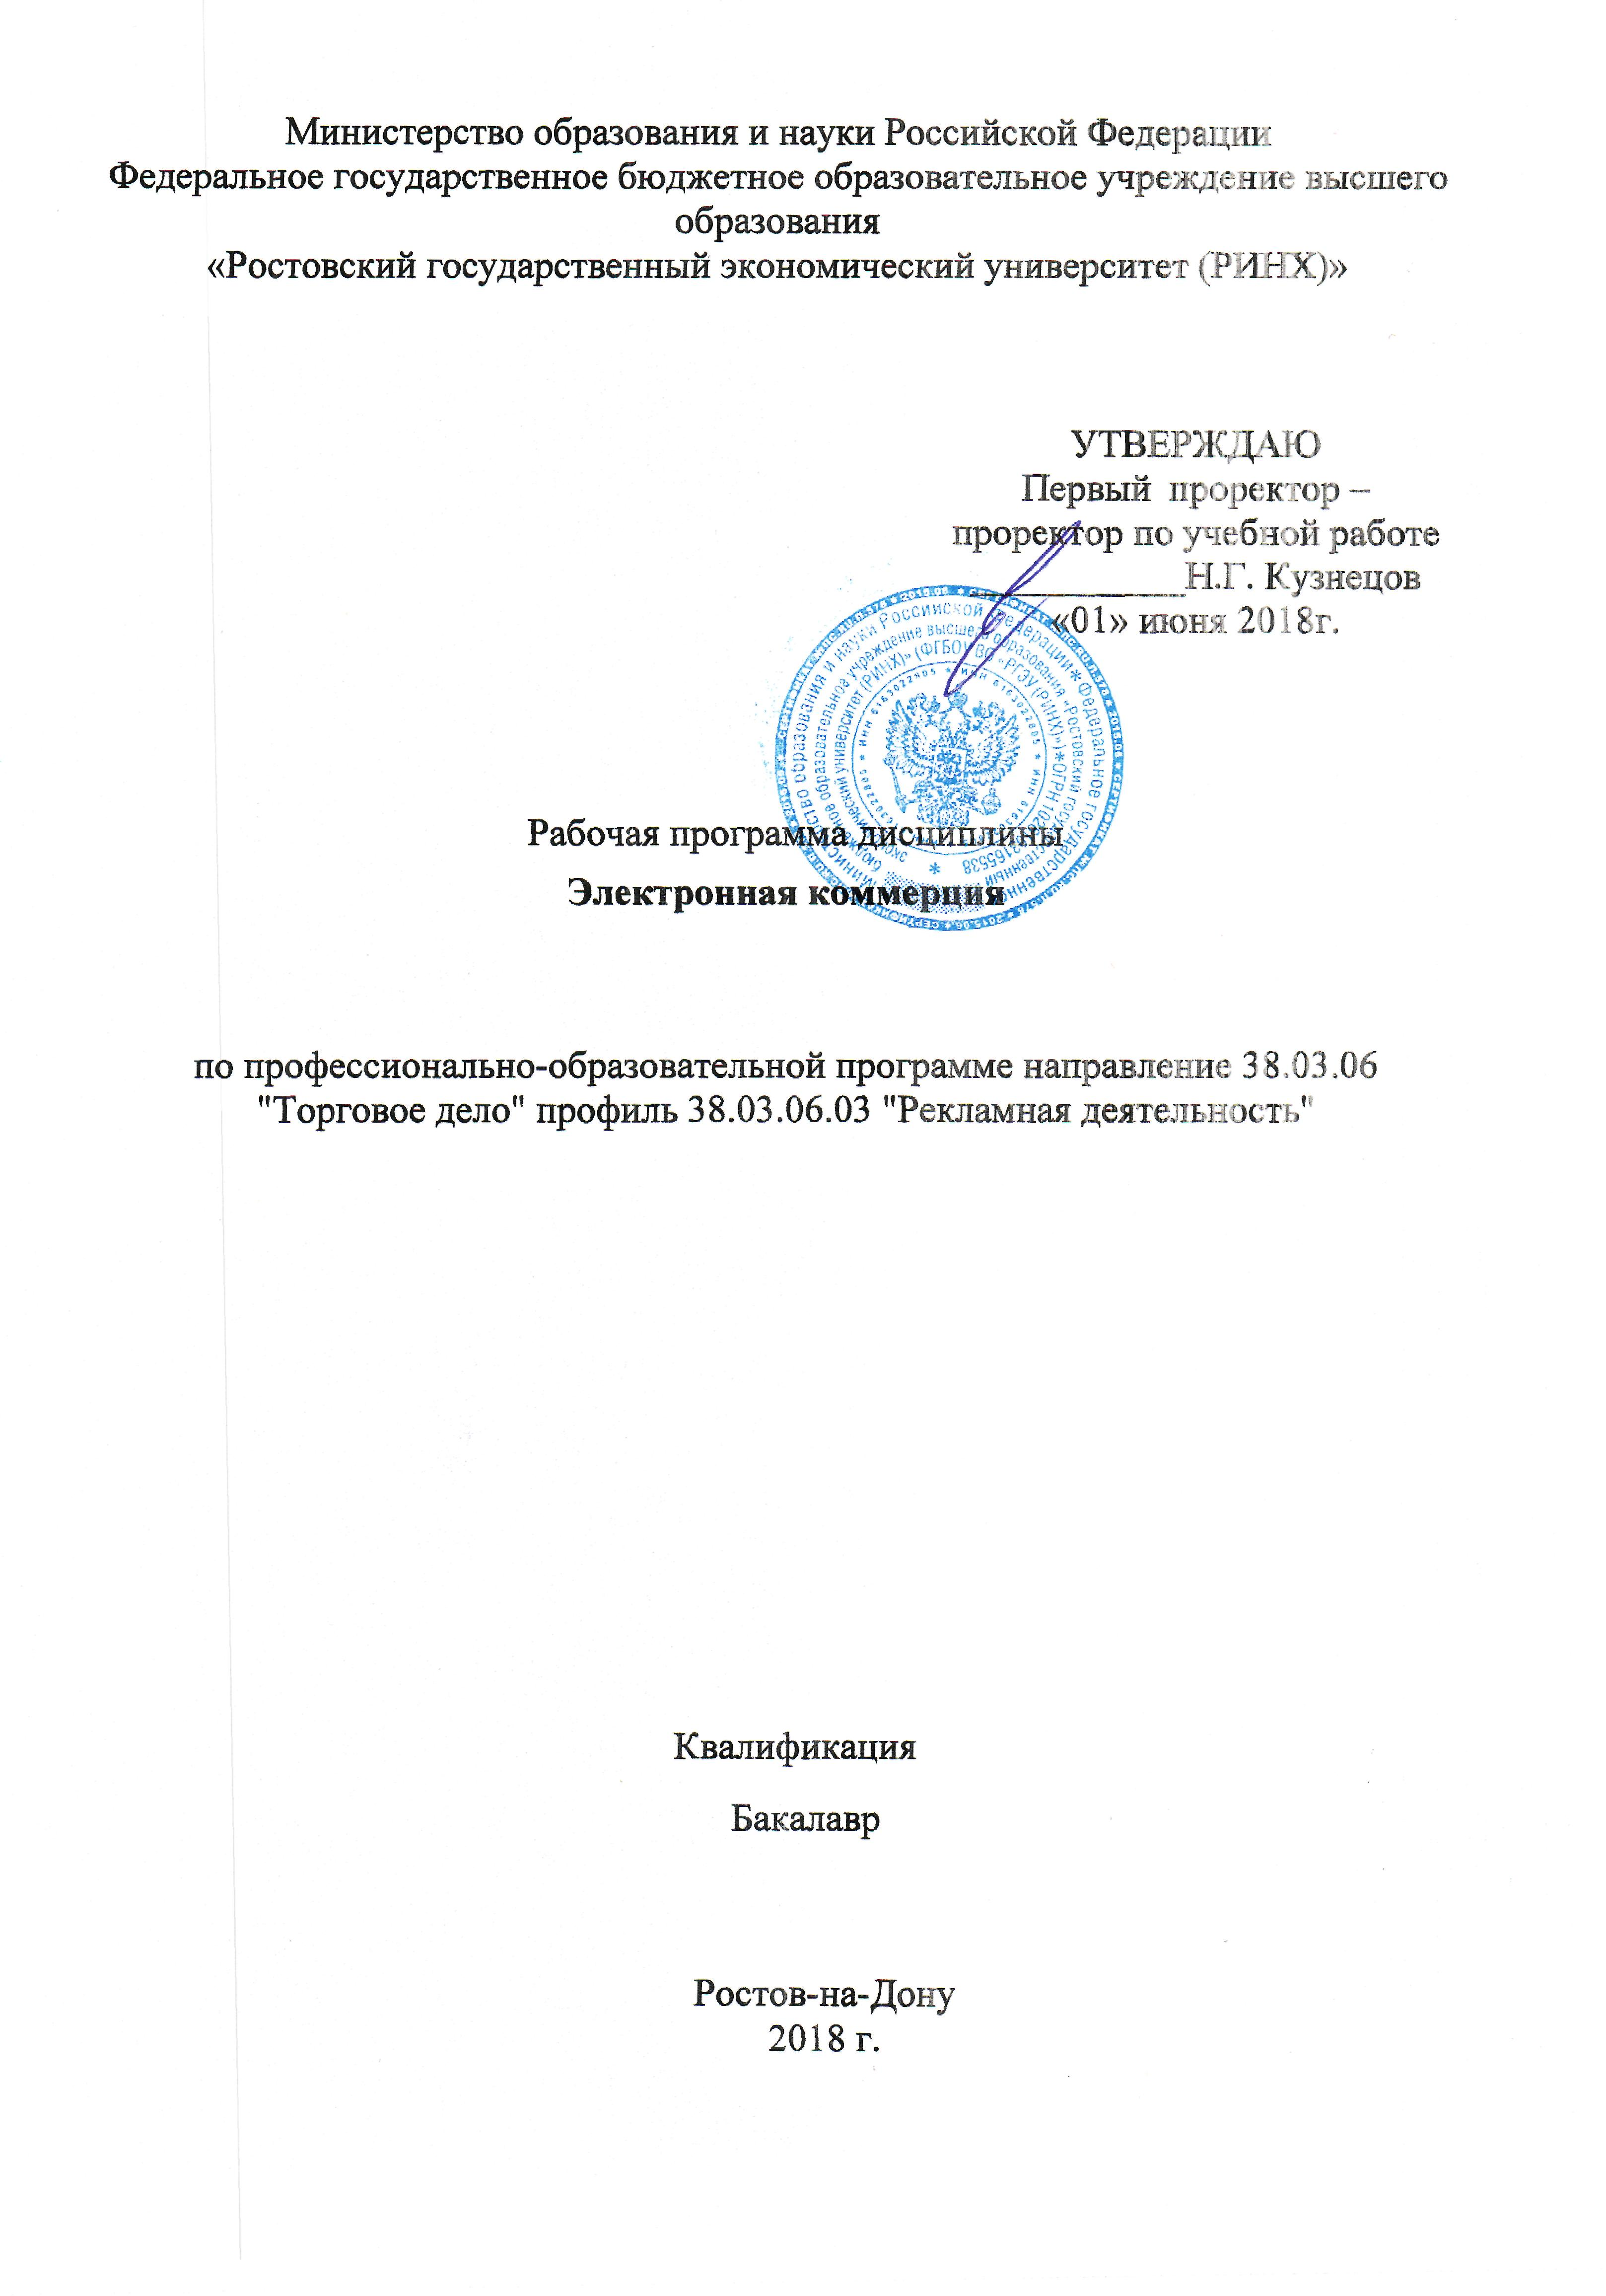 Министерство образования и науки Российской Федерации
Федеральное государственное бюджетное образовательное учреждение высшего
образования
«Ростовский государственный экономический университет (РИНХ)»
УТВЕРЖДАЮ
Первый проректор –
проректор по учебной работе
Н.Г. Кузнецов
«01» июня 2018г.
Рабочая программа дисциплины
Электронная коммерция
по профессионально-образовательной программе направление 38.03.06
"Торговое дело" профиль 38.03.06.03 "Рекламная деятельность"
Квалификация
Бакалавр
Ростов-на-Дону
2018 г.